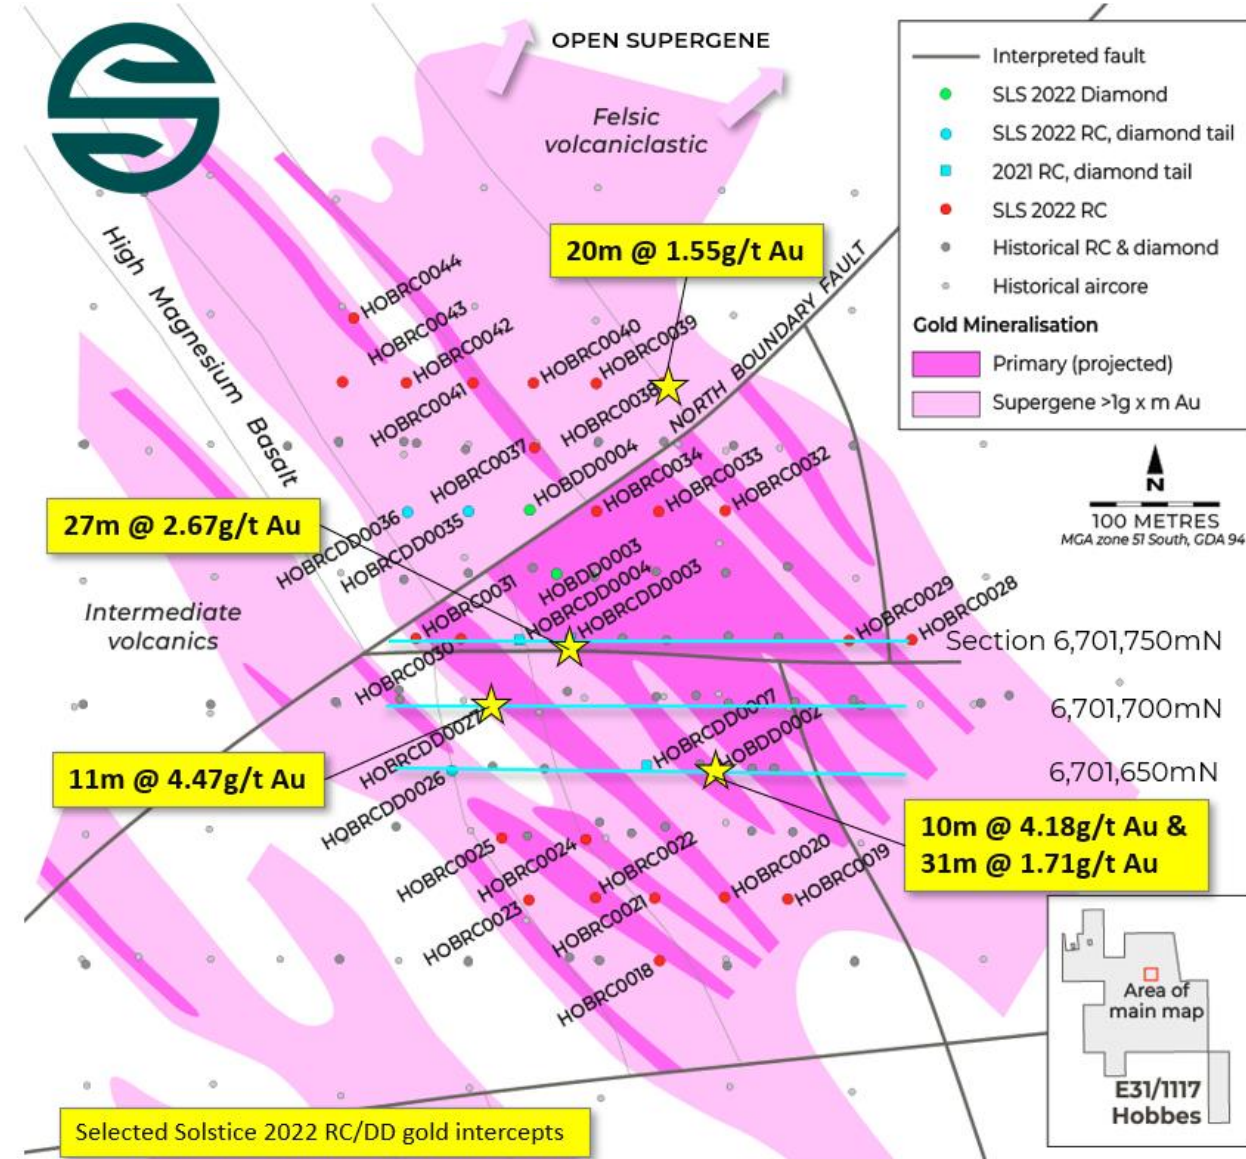 OPEN SUPERGENE
Felsic
volcaniclastic
Interpreted fault
SLS 2022 Diamond
SLS 2022 RC, diamond tail
2021 RC, diamond tail
SLS 2022 RC
Historical RC & diamond
Historical aircore
Gold Mineralisation
Primary (projected)
Supergene >1g x m Au
N
100 METRES
MGA zone 51 South, GDA 94
High Magnesium Basalt
20m @ 1.55g/t Au
NORTH BOUNDARY FAULT
HOBRC0044
HOBRC0043
HOBRC0042
HOBRC0041
HOBRC0040
HOBRC0039
HOBRC0038
HOBRC0037
HOBDD0004
HOBRC0034
HOBRC0033
HOBRC0032
27m @ 2.67g/t Au
HOBRCDD0036
HOBRCDD0035
HOBDD0003
HOBRCDD0004
HOBRCDD0003
HOBRC0031
HOBRC0029
HOBRC0028
Intermediate
volcanics
Section 6,701,750mN
HOBRC0030
6,701,700mN
HOBRCDD0027
HOBRCDD0007
HOBDD0002
6,701,650mN
11m @ 4.47g/t Au
HOBRCDD0026
10m @ 4.18g/t Au &
31m @ 1.71g/t Au
HOBRC0025
HOBRC0024
HOBRC0022
HOBRC0020
HOBRC0019
HOBRC0023
HOBRC0021
HOBRC0018
Area of
main map
E31/1117
Hobbes
Selected Solstice 2022 RC/DD gold intercepts